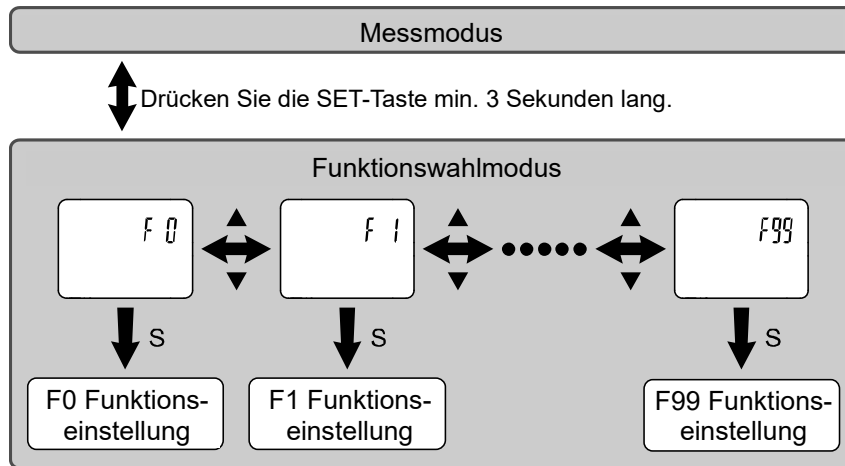 Messmodus
Drücken Sie die SET-Taste min. 3 Sekunden lang.
Funktionswahlmodus
F 0
F 1
F99
S
S
S
F0 Funktions-
einstellung
F1 Funktions-
einstellung
F99 Funktions-
einstellung